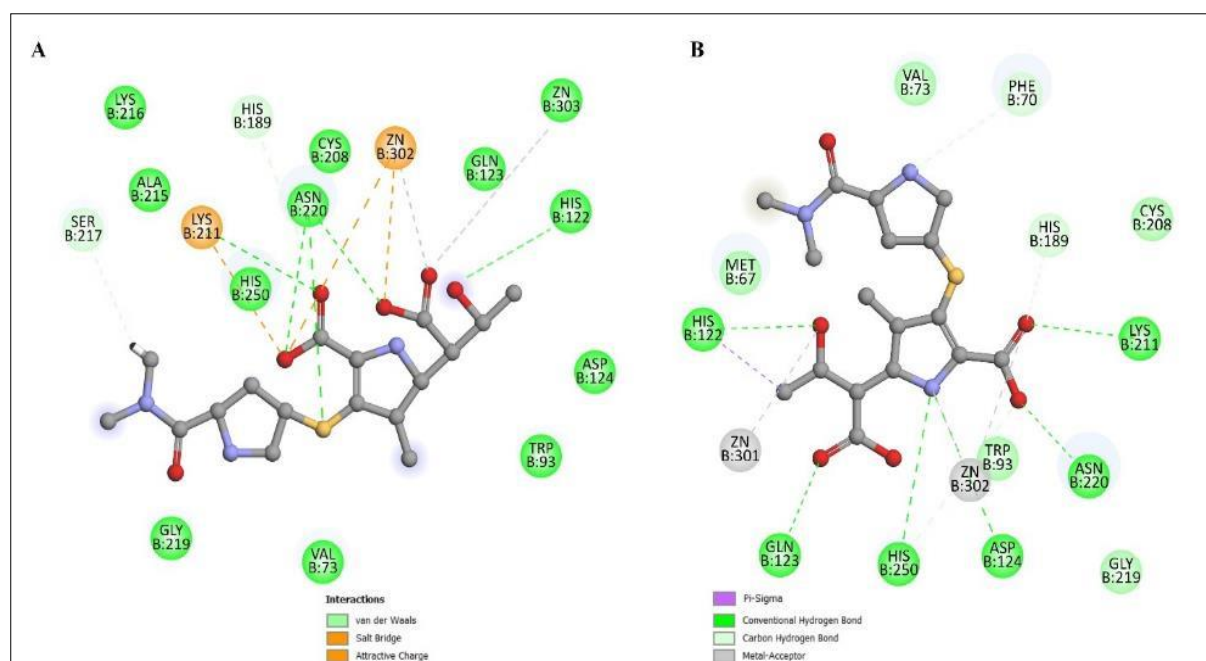 A
LYS
B:216
HIS
B:189
CYS
B:208
ZN
B:302
GLN
B:123
ZN
B:303
ALA
B:215
ASN
B:220
HIS
B:122
SER
B:217
LYS
B:211
HIS
B:250
ASP
B:124
TRP
B:93
GLY
B:219
VAL
B:73
Interactions
van der Waals
Salt Bridge
Attractive Charge
B
VAL
B:73
PHE
B:70
HIS
B:189
CYS
B:208
MET
B:67
HIS
B:122
LYS
B:211
ZN
B:301
TRP
B:93
ZN
B:302
ASN
B:220
GLN
B:123
HIS
B:250
ASP
B:124
GLY
B:219
Pi-Sigma
Conventional Hydrogen Bond
Carbon Hydrogen Bond
Metal-Acceptor